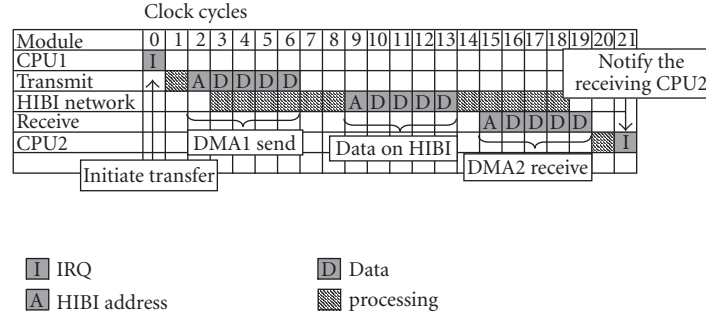 Clock cycles
Module 0 1 2 3 4 5 6 7 8 9 10 11 12 13 14 15 16 17 18 19 20 21
CPU1 I
Transmit A D D D D
HIBI network A D D D D
Receive A D D D D
CPU2 I
Notify the
receiving CPU2
DMA1 send
Data on HIBI
DMA2 receive
Initiate transfer
I IRQ
D Data
A HIBI address
processing